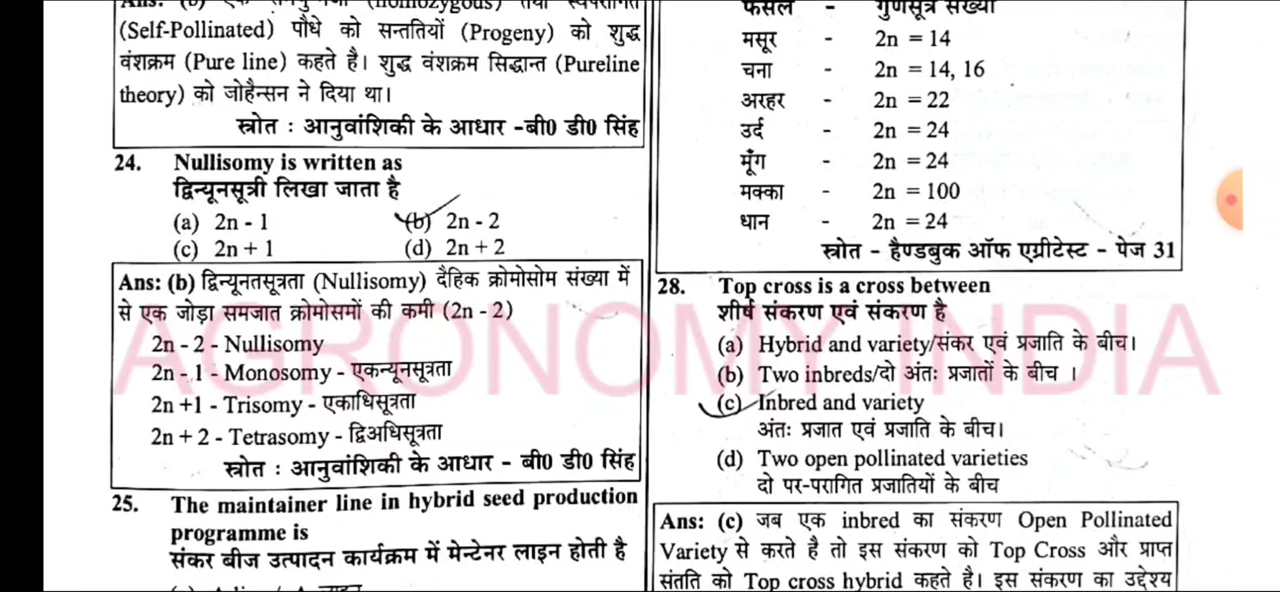 (Self-Pollinated) पौधे को सन्ततियों (Progeny) को शुद्ध
वंशक्रम (Pure line) कहते है। शुद्ध वंशक्रम सिद्धान्त (Pureline
theory) को जोहैन्सन ने दिया था।
स्त्रोत : आनुवांशिकी के आधार -बी0 डी0 सिंह
24. Nullisomy is written as
द्विन्यूनसूत्री लिखा जाता है
(a) 2n - 1 (b) 2n - 2
(c) 2n + 1 (d) 2n + 2
Ans: (b) द्विन्यूनतसूत्रता (Nullisomy) दैहिक क्रोमोसोम संख्या में
से एक जोड़ा समजात क्रोमोसमों की कमी (2n - 2)
2n - 2 - Nullisomy
2n - 1 - Monosomy - एकन्यूनसूत्रता
2n +1 - Trisomy - एकाधिसूत्रता
2n + 2 - Tetrasomy - द्विअधिसूत्रता
स्त्रोत : आनुवांशिकी के आधार - बी0 डी0 सिंह
25. The maintainer line in hybrid seed production
programme is
संकर बीज उत्पादन कार्यक्रम में मेन्टेनर लाइन होती है
फसल - गुणसूत्र संख्या
मसूर - 2n = 14
चना - 2n = 14, 16
अरहर - 2n = 22
उर्द - 2n = 24
मूँग - 2n = 24
मक्का - 2n = 100
धान - 2n = 24
स्त्रोत - हैण्डबुक ऑफ एग्रीटेस्ट - पेज 31
28. Top cross is a cross between
शीर्ष संकरण एवं संकरण है
(a) Hybrid and variety/संकर एवं प्रजाति के बीच।
(b) Two inbreds/दो अंतः प्रजातों के बीच ।
(c) Inbred and variety
अंतः प्रजात एवं प्रजाति के बीच।
(d) Two open pollinated varieties
दो पर-परागित प्रजातियों के बीच
Ans: (c) जब एक inbred का संकरण Open Pollinated
Variety से करते है तो इस संकरण को Top Cross और प्राप्त
संतति को Top cross hybrid कहते है। इस संकरण का उद्देश्य
AGRONOMY INDIA